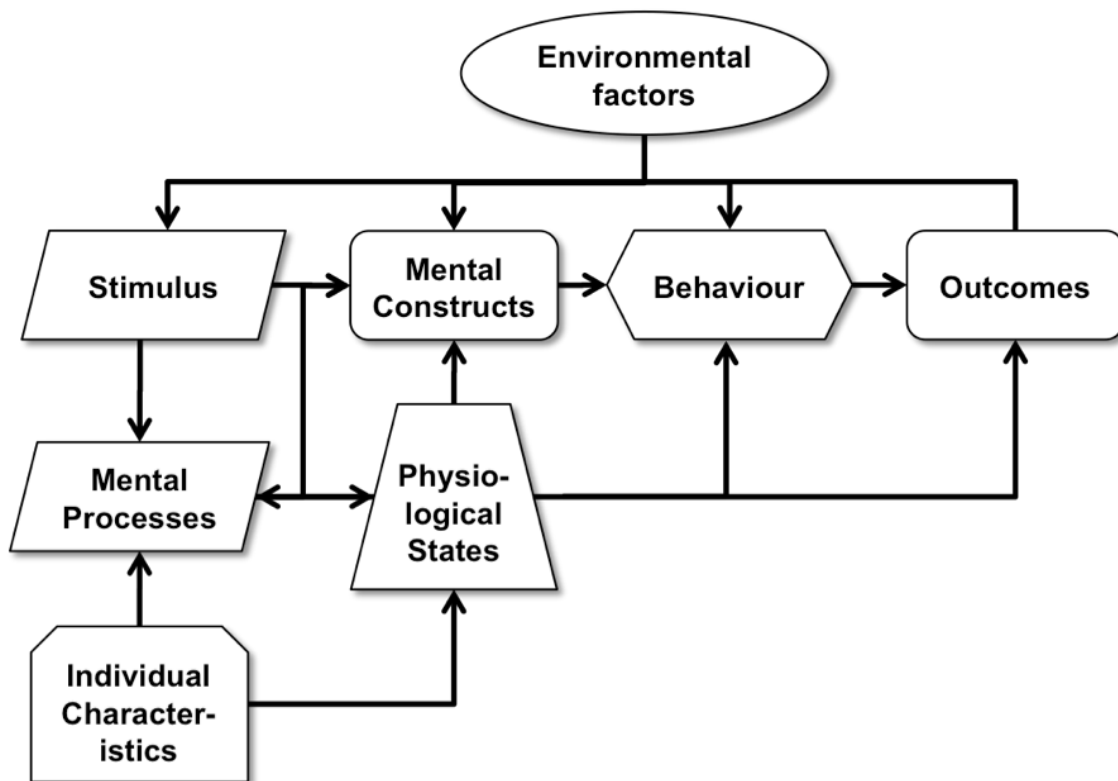 Environmental
factors
Stimulus
Mental
Constructs
Behaviour
Outcomes
Mental
Processes
Physio-
logical
States
Individual
Character-
istics